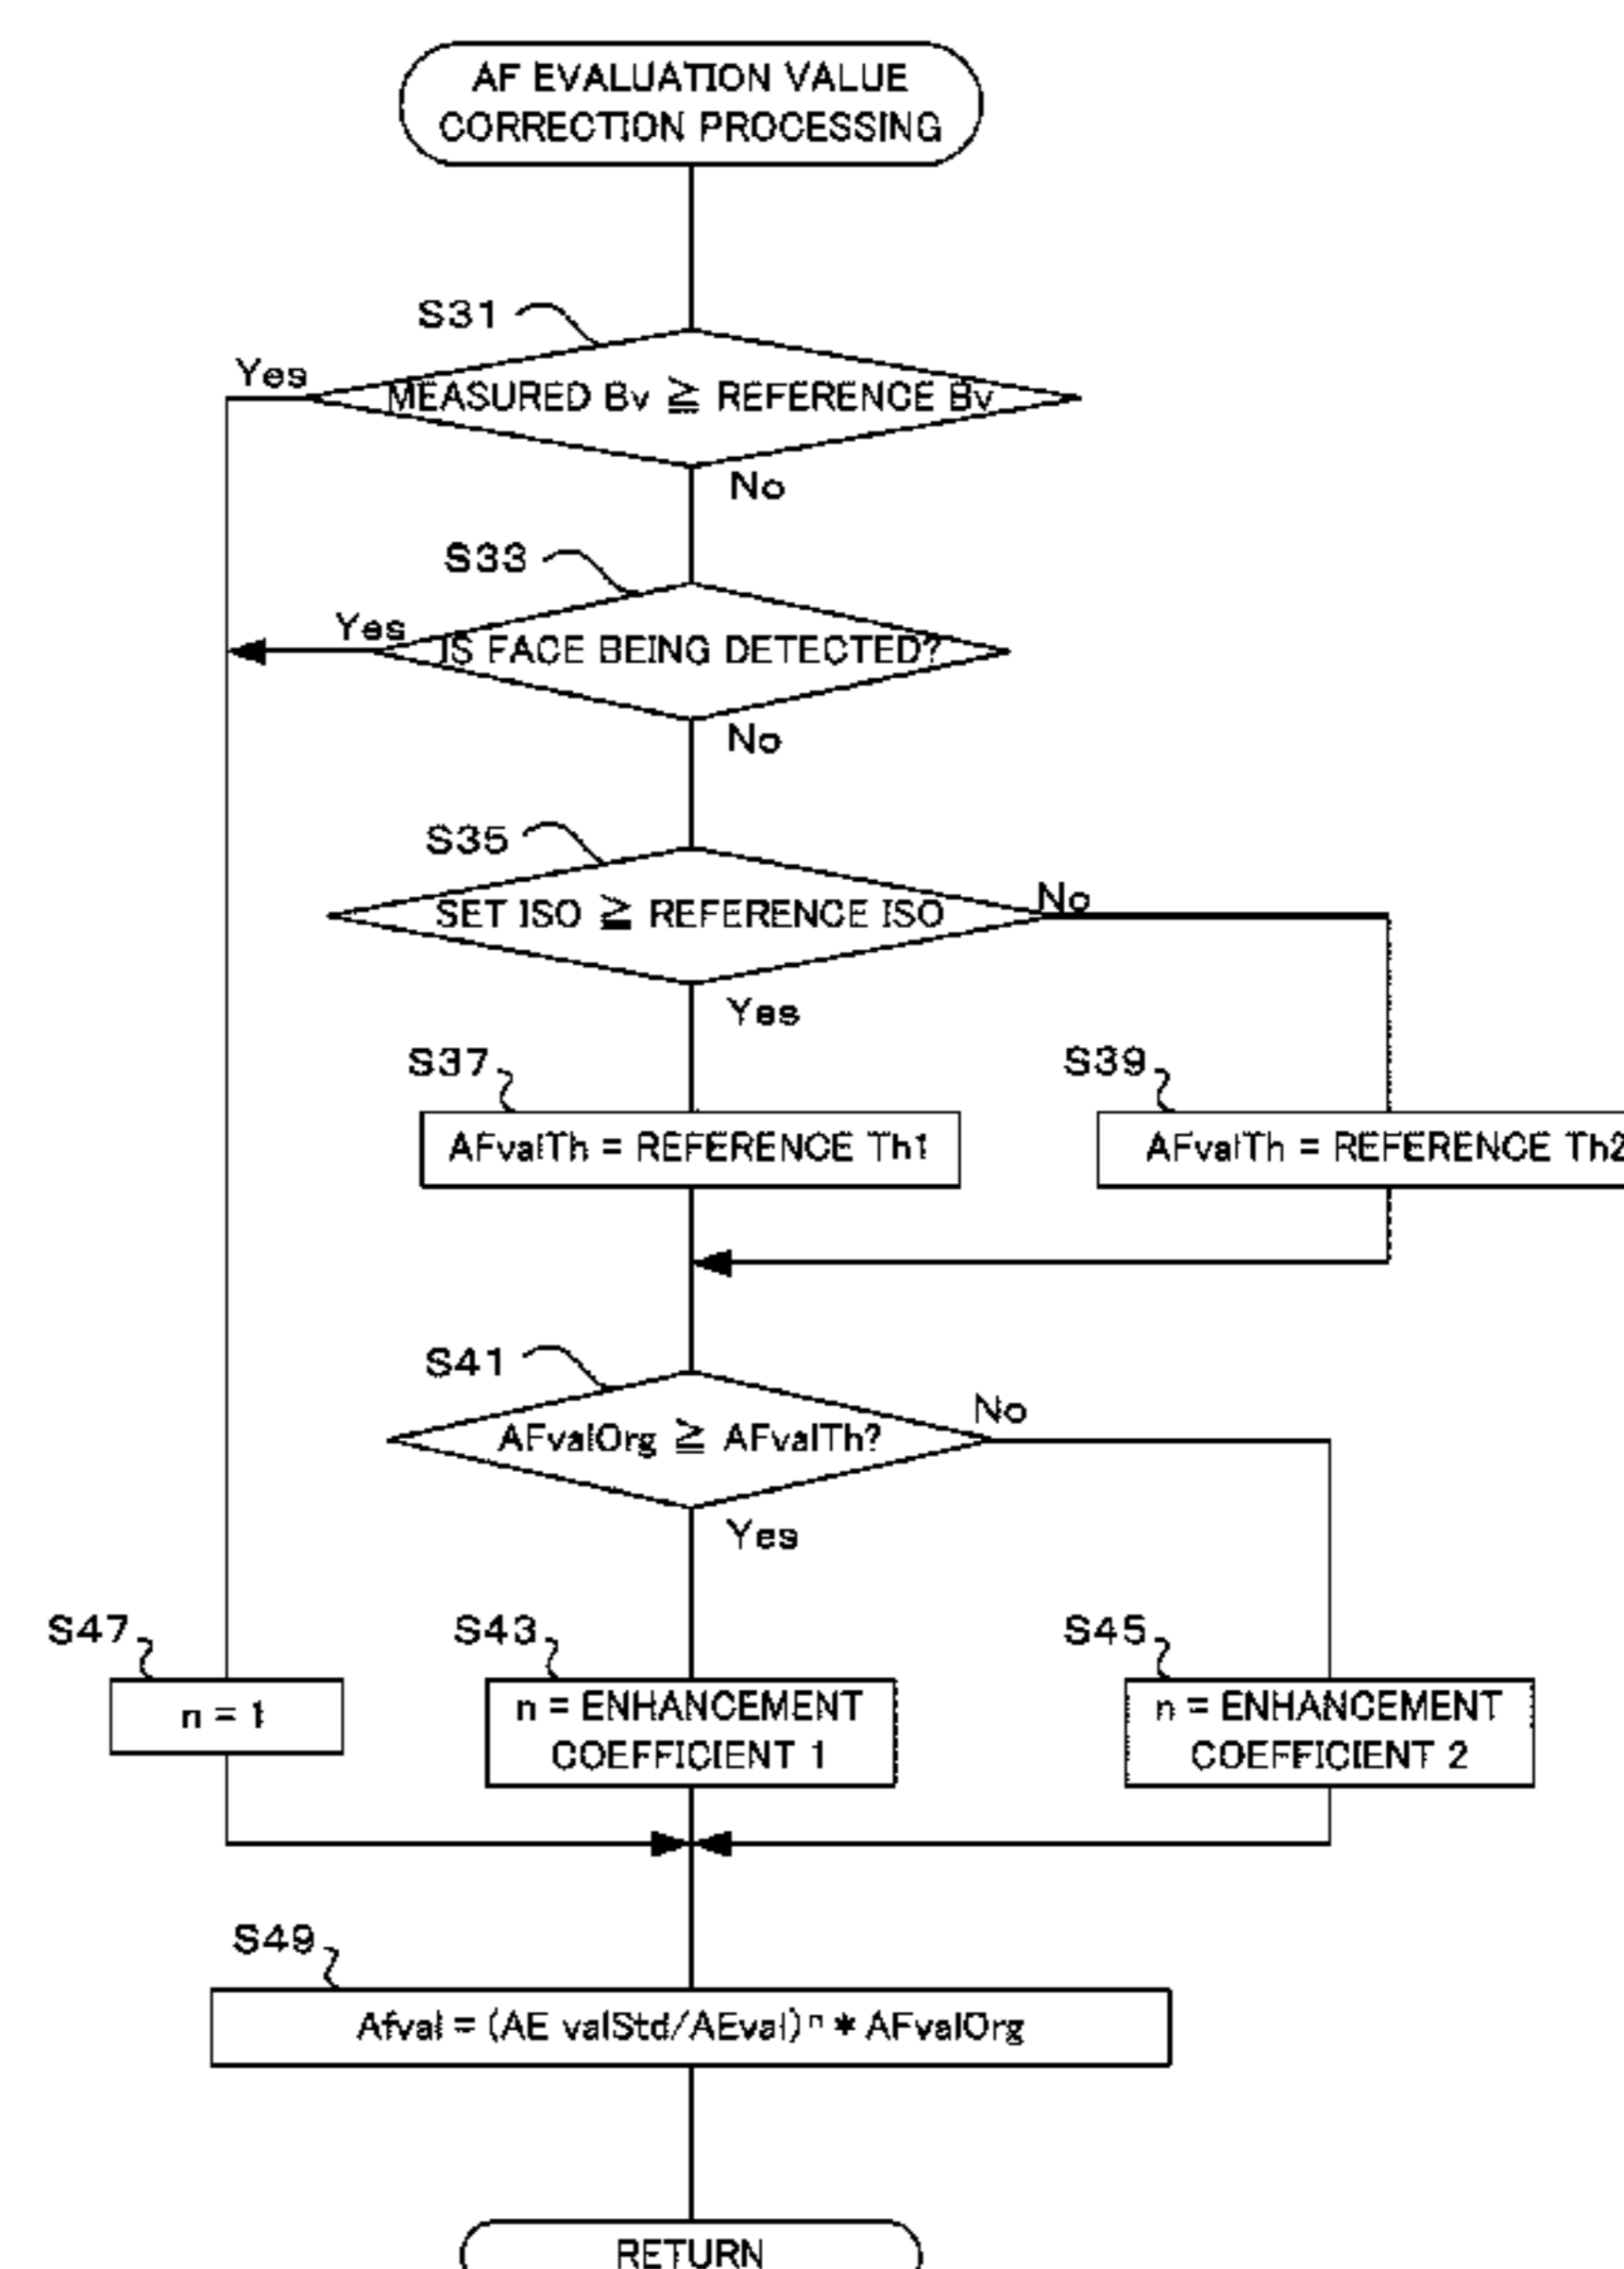 AF EVALUATION VALUE
CORRECTION PROCESSING
S31
Yes
MEASURED Bv ≧ REFERENCE Bv
No
S33
Yes
IS FACE BEING DETECTED?
No
S35
No
SET ISO ≧ REFERENCE ISO
Yes
S37
S39
AFvalTh = REFERENCE Th1
AFvalTh = REFERENCE Th2
S41
No
AFvalOrg ≧ AFvalTh?
Yes
S47
S43
S45
n = 1
n = ENHANCEMENT
COEFFICIENT 1
n = ENHANCEMENT
COEFFICIENT 2
S49
Afval = (AE valStd/AEval)ⁿ * AFvalOrg
RETURN